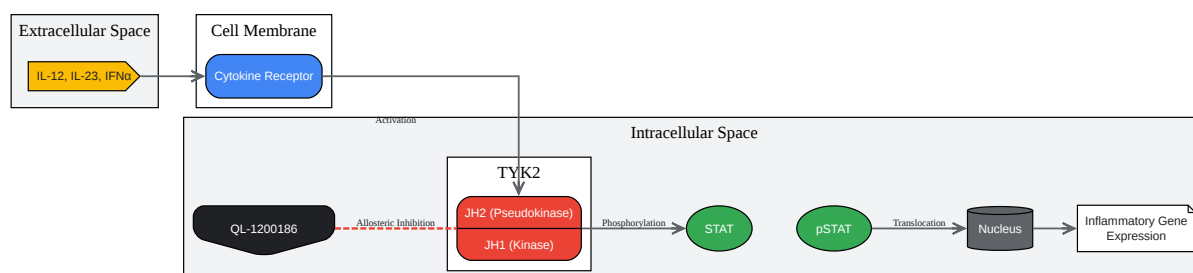 Extracellular Space
IL-12, IL-23, IFNα
Cell Membrane
Cytokine Receptor
Activation
Intracellular Space
QL-1200186
Allosteric Inhibition
TYK2
JH2 (Pseudokinase)
JH1 (Kinase)
Phosphorylation
STAT
pSTAT
Translocation
Nucleus
Inflammatory Gene
Expression